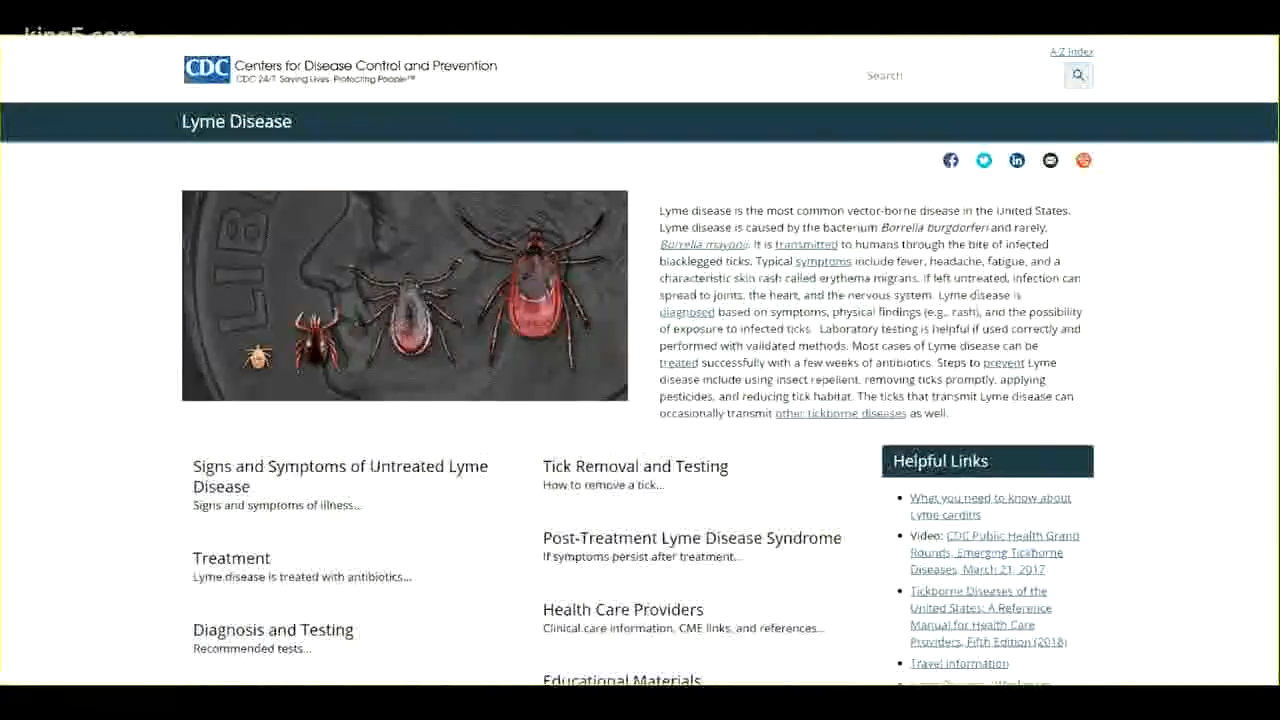 king5.com
CDC
Centers for Disease Control and Prevention
CDC 24/7: Saving Lives. Protecting People™
A-Z Index
Search
Lyme Disease
LIB
Lyme disease is the most common vector-borne disease in the United States.
Lyme disease is caused by the bacterium Borrelia burgdorferi and rarely,
Borrelia mayonii. It is transmitted to humans through the bite of infected
blacklegged ticks. Typical symptoms include fever, headache, fatigue, and a
characteristic skin rash called erythema migrans. If left untreated, infection can
spread to joints, the heart, and the nervous system. Lyme disease is
diagnosed based on symptoms, physical findings (e.g., rash), and the possibility
of exposure to infected ticks. Laboratory testing is helpful if used correctly and
performed with validated methods. Most cases of Lyme disease can be
treated successfully with a few weeks of antibiotics. Steps to prevent Lyme
disease include using insect repellent, removing ticks promptly, applying
pesticides, and reducing tick habitat. The ticks that transmit Lyme disease can
occasionally transmit other tickborne diseases as well.
Signs and Symptoms of Untreated Lyme
Disease
Signs and symptoms of illness...
Treatment
Lyme disease is treated with antibiotics...
Diagnosis and Testing
Recommended tests...
Tick Removal and Testing
How to remove a tick...
Post-Treatment Lyme Disease Syndrome
If symptoms persist after treatment...
Health Care Providers
Clinical care information, CME links, and references...
Educational Materials
Helpful Links
What you need to know about
Lyme carditis
Video: CDC Public Health Grand
Rounds, Emerging Tickborne
Diseases, March 21, 2017
Tickborne Diseases of the
United States: A Reference
Manual for Health Care
Providers, Fifth Edition (2018)
Travel information